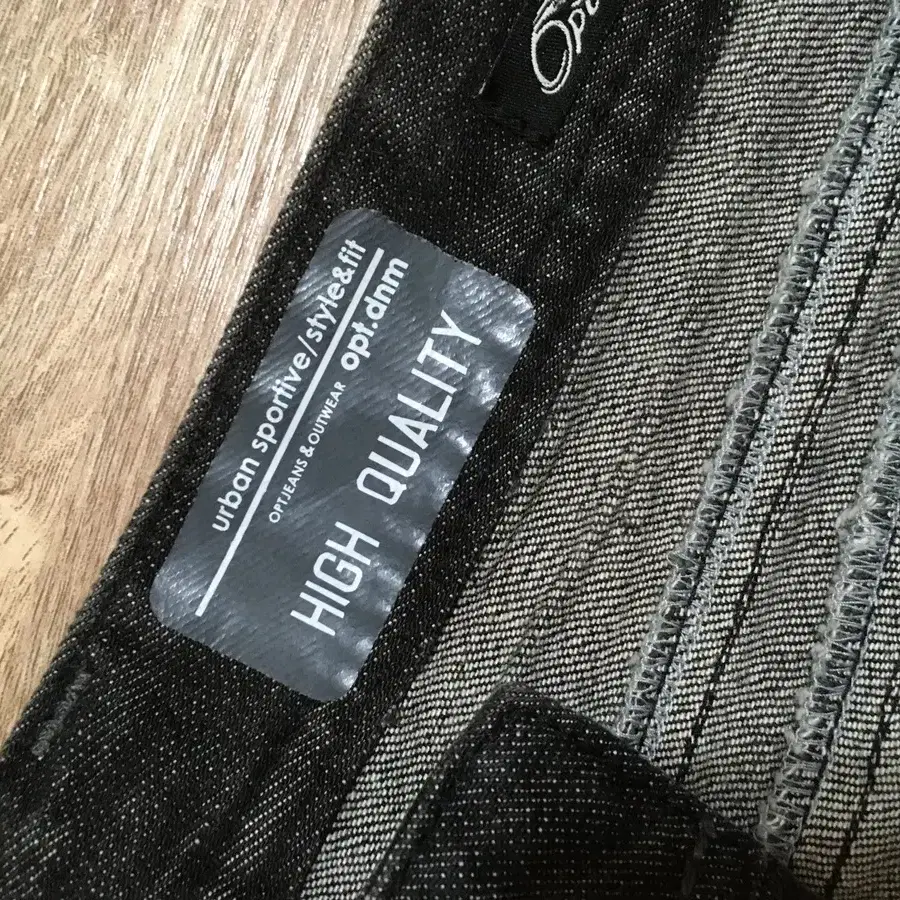 urban sportive/style&fit
OPTJEANS & OUTWEAR opt.dnm
HIGH QUALITY